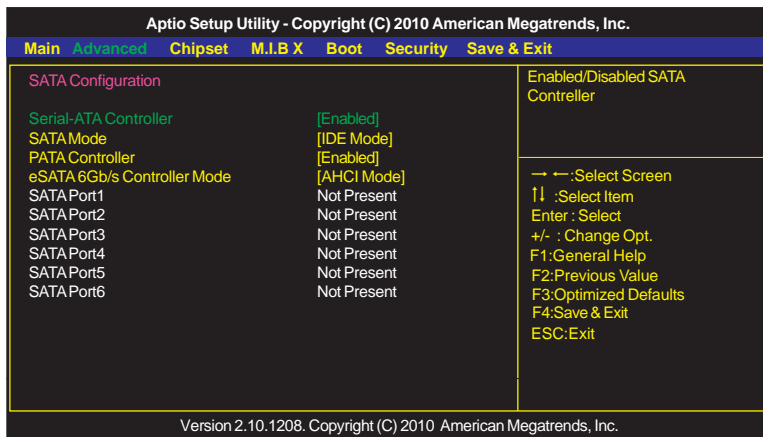 Aptio Setup Utility - Copyright (C) 2010 American Megatrends, Inc.
Main Advanced Chipset M.I.B X Boot Security Save & Exit
SATA Configuration
Serial-ATA Controller [Enabled]
SATA Mode [IDE Mode]
PATA Controller [Enabled]
eSATA 6Gb/s Controller Mode [AHCI Mode]
SATA Port1 Not Present
SATA Port2 Not Present
SATA Port3 Not Present
SATA Port4 Not Present
SATA Port5 Not Present
SATA Port6 Not Present
Enabled/Disabled SATA
Contreller
→ ←:Select Screen
↑↓ :Select Item
Enter : Select
+/- : Change Opt.
F1:General Help
F2:Previous Value
F3:Optimized Defaults
F4:Save & Exit
ESC:Exit
Version 2.10.1208. Copyright (C) 2010 American Megatrends, Inc.